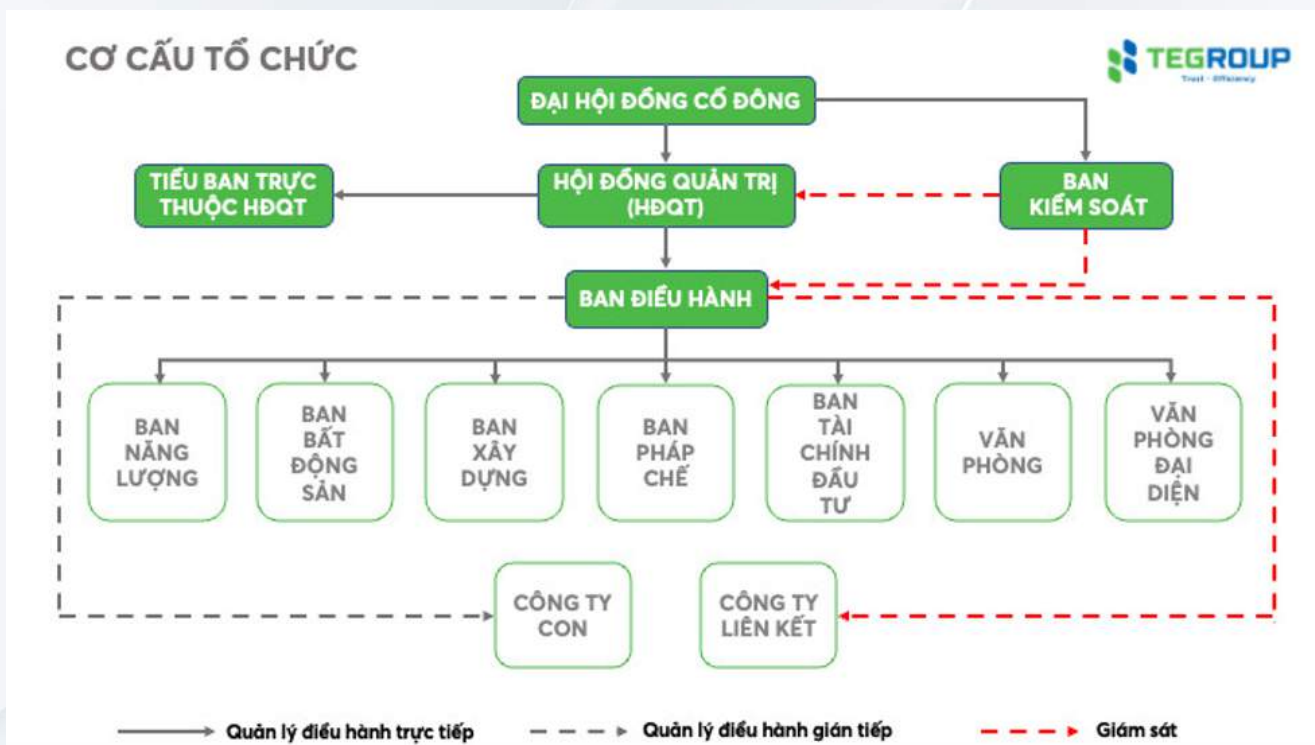 CƠ CẤU TỔ CHỨC
TEGROUP
Trust - Efficiency
ĐẠI HỘI ĐỒNG CỔ ĐÔNG
TIỂU BAN TRỰC
THUỘC HĐQT
HỘI ĐỒNG QUẢN TRỊ
(HĐQT)
BAN
KIỂM SOÁT
BAN ĐIỀU HÀNH
BAN
NĂNG
LƯỢNG
BAN
BẤT
ĐỘNG
SẢN
BAN
XÂY
DỰNG
BAN
PHÁP
CHẾ
BAN
TÀI
CHÍNH
ĐẦU
TƯ
VĂN
PHÒNG
VĂN
PHÒNG
ĐẠI
DIỆN
CÔNG TY
CON
CÔNG TY
LIÊN KẾT
Quản lý điều hành trực tiếp
Quản lý điều hành gián tiếp
Giám sát